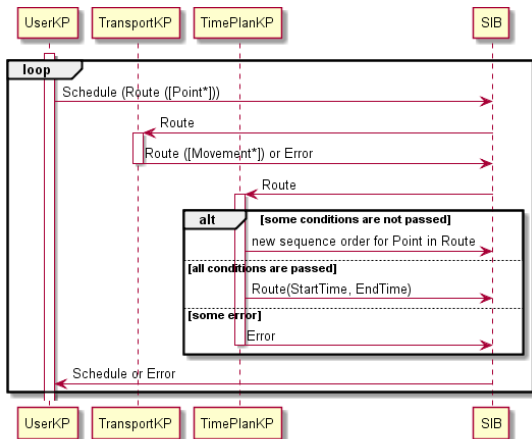 UserKP TransportKP TimePlanKP SIB
loop
Schedule (Route ([Point*]))
Route
Route ([Movement*]) or Error
Route
alt [some conditions are not passed]
new sequence order for Point in Route
[all conditions are passed]
Route(StartTime, EndTime)
[some error]
Error
Schedule or Error
UserKP TransportKP TimePlanKP SIB